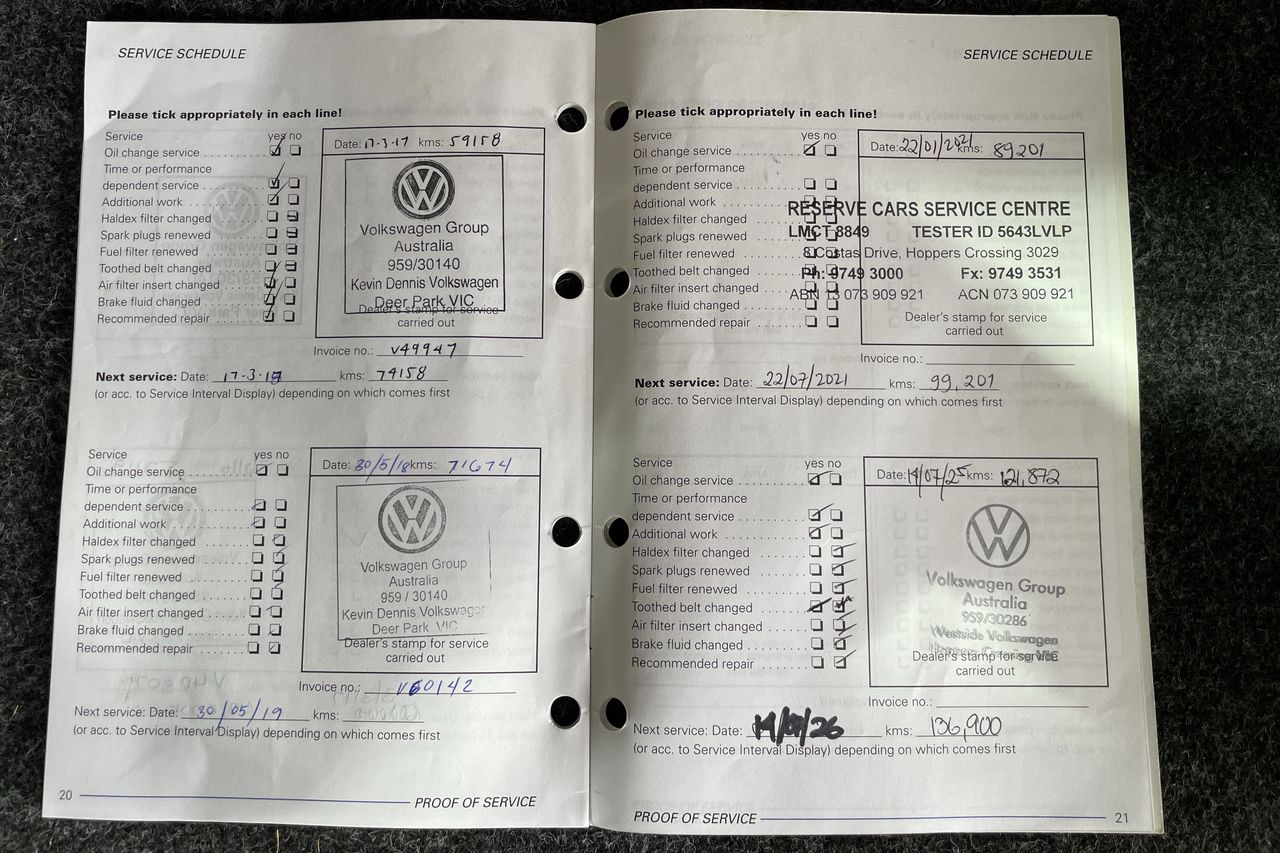 SERVICE SCHEDULE
Please tick appropriately in each line!
Service yes no
Oil change service
Time or performance
dependent service
Additional work
Haldex filter changed
Spark plugs renewed
Fuel filter renewed
Toothed belt changed
Air filter insert changed
Brake fluid changed
Recommended repair
Date: 17-3-17 kms: 59158
Volkswagen Group
Australia
959/30140
Kevin Dennis Volkswagen
Deer Park VIC
Dealer's stamp for service
carried out
Invoice no.: V49947
Next service: Date: 17-3-18 kms: 74158
(or acc. to Service Interval Display) depending on which comes first
Service yes no
Oil change service
Time or performance
dependent service
Additional work
Haldex filter changed
Spark plugs renewed
Fuel filter renewed
Toothed belt changed
Air filter insert changed
Brake fluid changed
Recommended repair
Date: 30/5/18 kms: 71674
Volkswagen Group
Australia
959 / 30140
Kevin Dennis Volkswagen
Deer Park VIC
Dealer's stamp for service
carried out
Invoice no.: V60142
Next service: Date: 30/05/19 kms:
(or acc. to Service Interval Display) depending on which comes first
20 PROOF OF SERVICE
SERVICE SCHEDULE
Please tick appropriately in each line!
Service yes no
Oil change service
Time or performance
dependent service
Additional work
Haldex filter changed
Spark plugs renewed
Fuel filter renewed
Toothed belt changed
Air filter insert changed
Brake fluid changed
Recommended repair
Date: 22/01/2021 kms: 89201
RESERVE CARS SERVICE CENTRE
LMCT 8849 TESTER ID 5643LVLP
8 Costas Drive, Hoppers Crossing 3029
Ph: 9749 3000 Fx: 9749 3531
ABN 13 073 909 921 ACN 073 909 921
Dealer's stamp for service
carried out
Invoice no.:
Next service: Date: 22/07/2021 kms: 99,201
(or acc. to Service Interval Display) depending on which comes first
Service yes no
Oil change service
Time or performance
dependent service
Additional work
Haldex filter changed
Spark plugs renewed
Fuel filter renewed
Toothed belt changed
Air filter insert changed
Brake fluid changed
Recommended repair
Date: 14/07/25 kms: 121,872
Volkswagen Group
Australia
959/30286
Westside Volkswagen
Hoppers Crossing VIC
Dealer's stamp for service
carried out
Invoice no.:
Next service: Date: 14/07/26 kms: 136,900
(or acc. to Service Interval Display) depending on which comes first
PROOF OF SERVICE 21